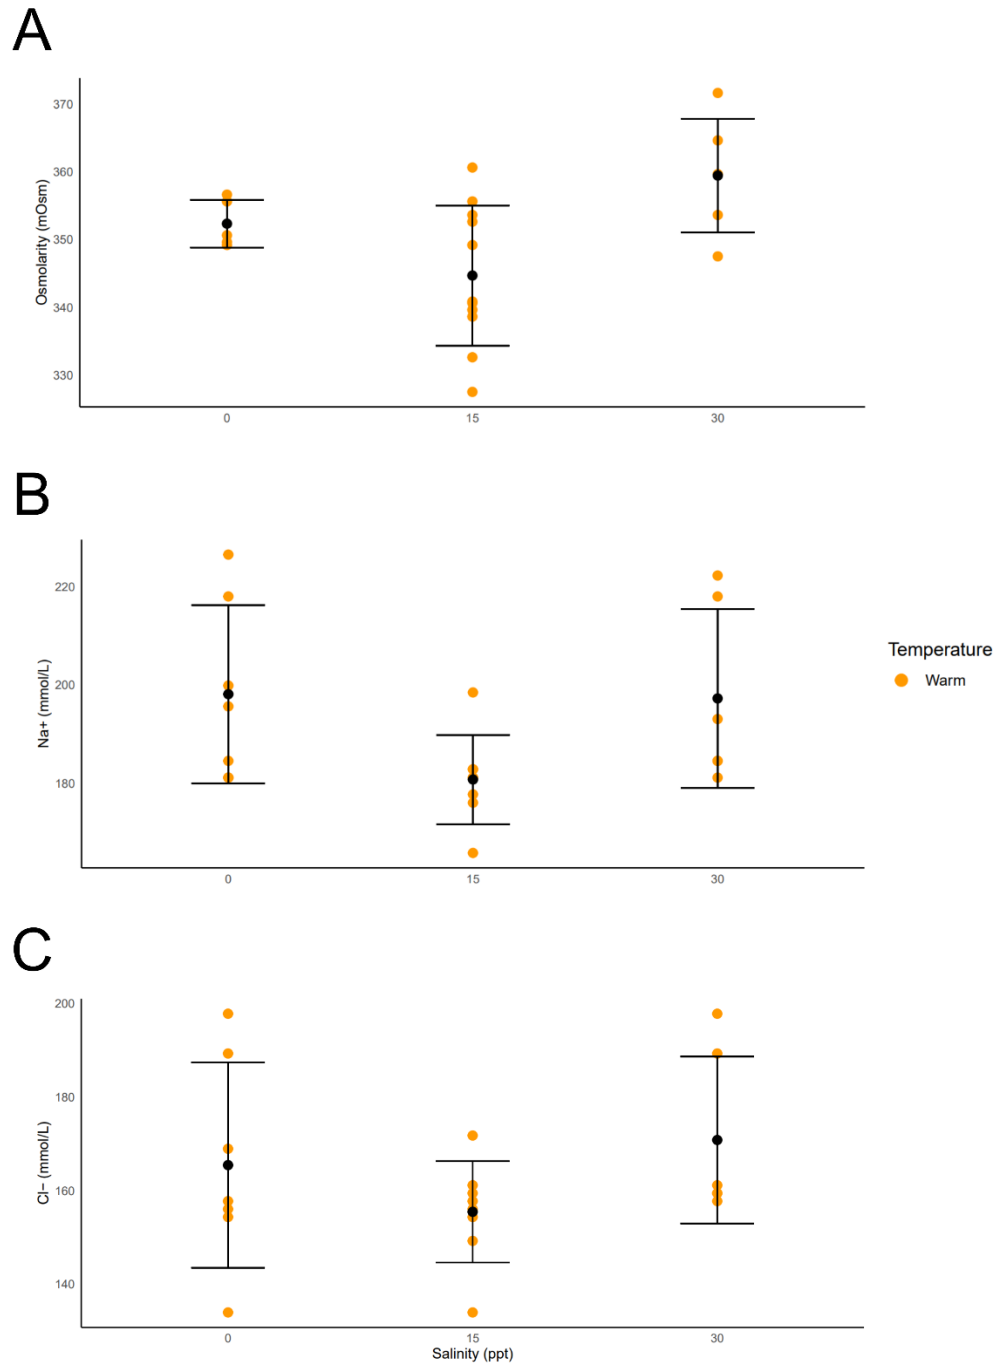 A
Osmolarity (mOsm)
370
360
350
340
330
0 15 30
B
Na+ (mmol/L)
220
200
180
0 15 30
Temperature
Warm
C
Cl− (mmol/L)
200
180
160
140
0 15 30
Salinity (ppt)